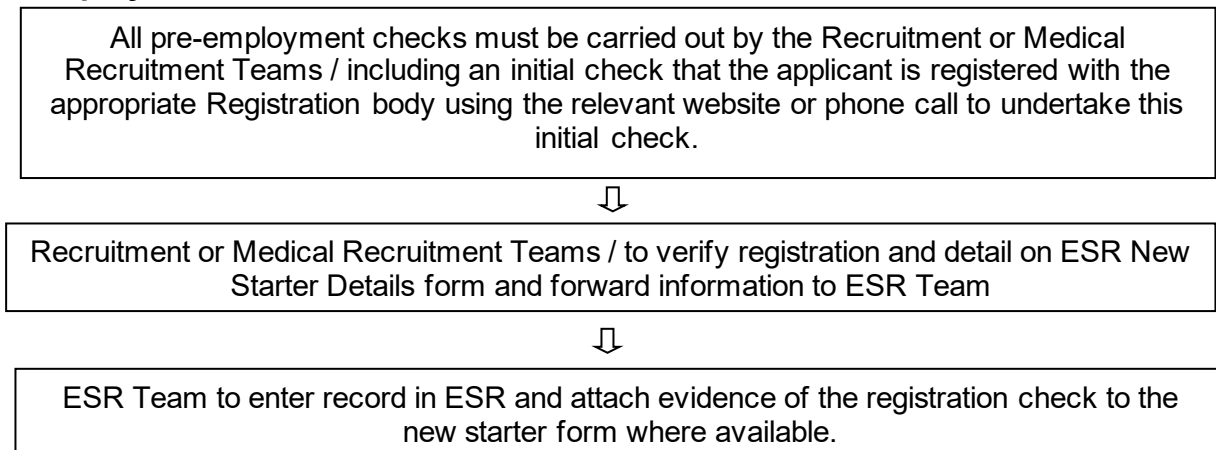 All pre-employment checks must be carried out by the Recruitment or Medical
Recruitment Teams / including an initial check that the applicant is registered with the
appropriate Registration body using the relevant website or phone call to undertake this
initial check.
Recruitment or Medical Recruitment Teams / to verify registration and detail on ESR New
Starter Details form and forward information to ESR Team
ESR Team to enter record in ESR and attach evidence of the registration check to the
new starter form where available.